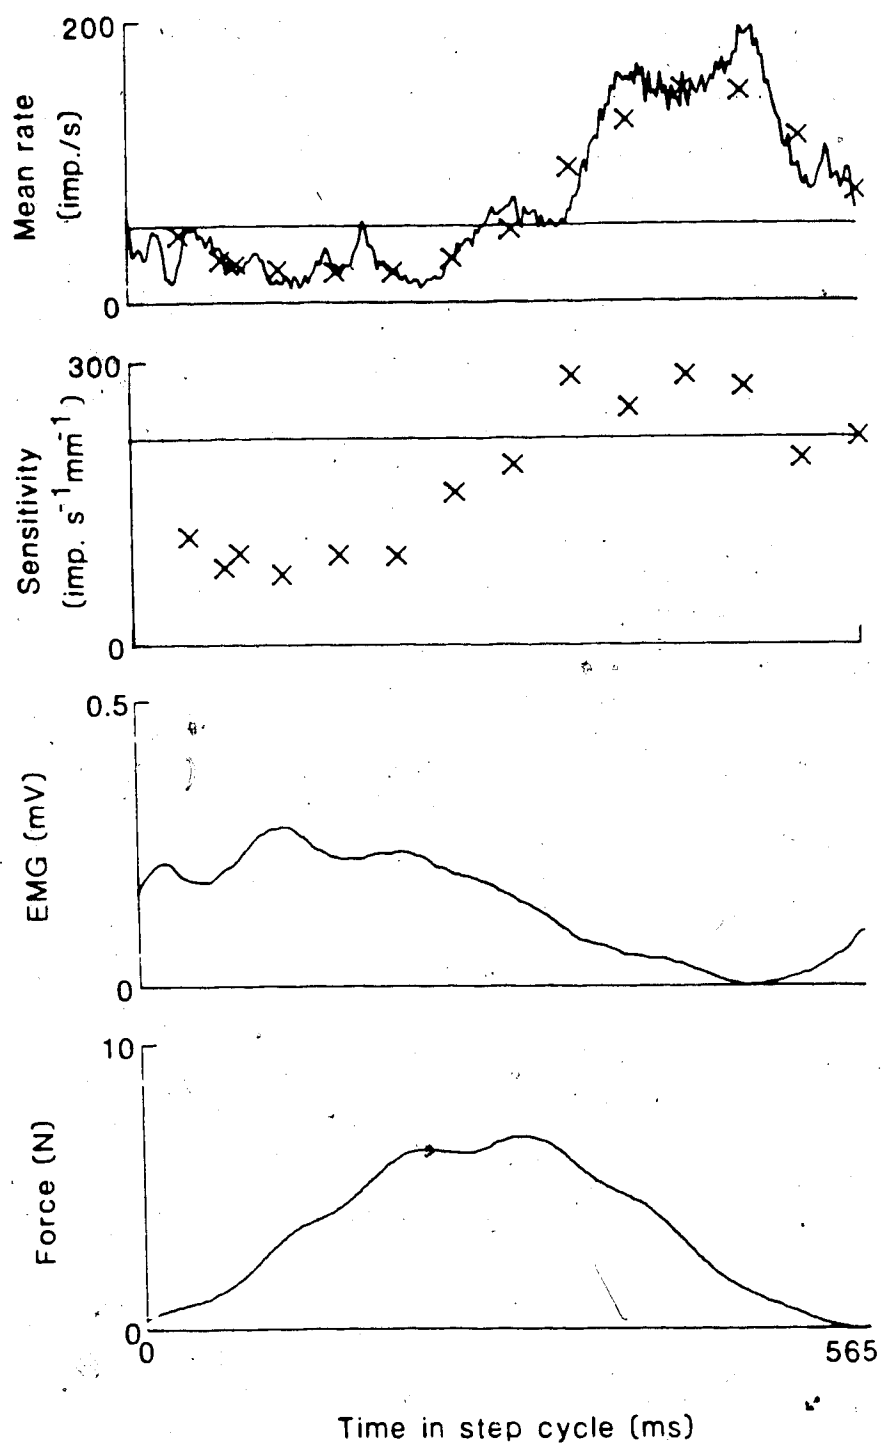 200
Mean rate
(imp./s)
0
300
Sensitivity
(imp. s⁻¹mm⁻¹)
0
0.5
EMG (mV)
0
10
Force (N)
0
0
565
Time in step cycle (ms)